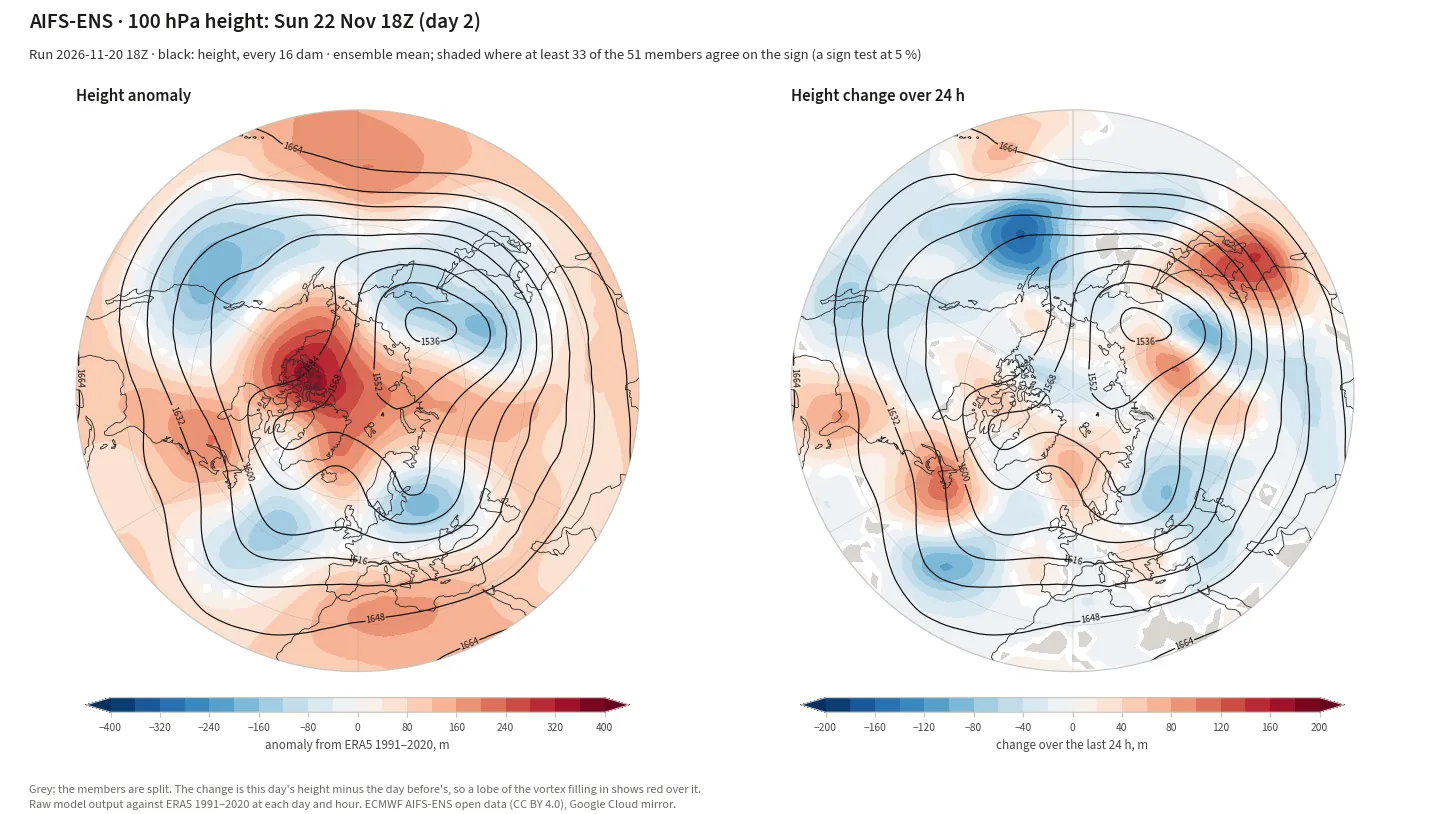 AIFS-ENS · 100 hPa height: Sun 22 Nov 18Z (day 2)
Run 2026-11-20 18Z · black: height, every 16 dam · ensemble mean; shaded where at least 33 of the 51 members agree on the sign (a sign test at 5 %)
Height anomaly
Height change over 24 h
1664
1664
1536
1536
1552
1568
1552
1568
1664
1664
1632
1632
1600
1600
1616
1616
1648
1648
1664
1664
−400 −320 −240 −160 −80 0 80 160 240 320 400
−200 −160 −120 −80 −40 0 40 80 120 160 200
anomaly from ERA5 1991–2020, m
change over the last 24 h, m
Grey: the members are split. The change is this day's height minus the day before's, so a lobe of the vortex filling in shows red over it.
Raw model output against ERA5 1991–2020 at each day and hour. ECMWF AIFS-ENS open data (CC BY 4.0), Google Cloud mirror.